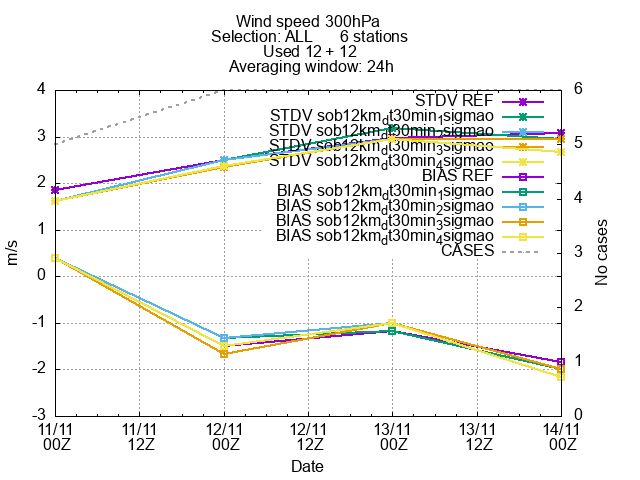 Wind speed 300hPa
Selection: ALL 6 stations
Used 12 + 12
Averaging window: 24h
4
3
2
1
0
-1
-2
-3
m/s
6
5
4
3
2
1
0
No cases
STDV REF
STDV sob12km_dt30min_1sigmao
STDV sob12km_dt30min_2sigmao
STDV sob12km_dt30min_3sigmao
STDV sob12km_dt30min_4sigmao
BIAS REF
BIAS sob12km_dt30min_1sigmao
BIAS sob12km_dt30min_2sigmao
BIAS sob12km_dt30min_3sigmao
BIAS sob12km_dt30min_4sigmao
CASES
11/11 11/11 12/11 12/11 13/11 13/11 14/11
00Z 12Z 00Z 12Z 00Z 12Z 00Z
Date